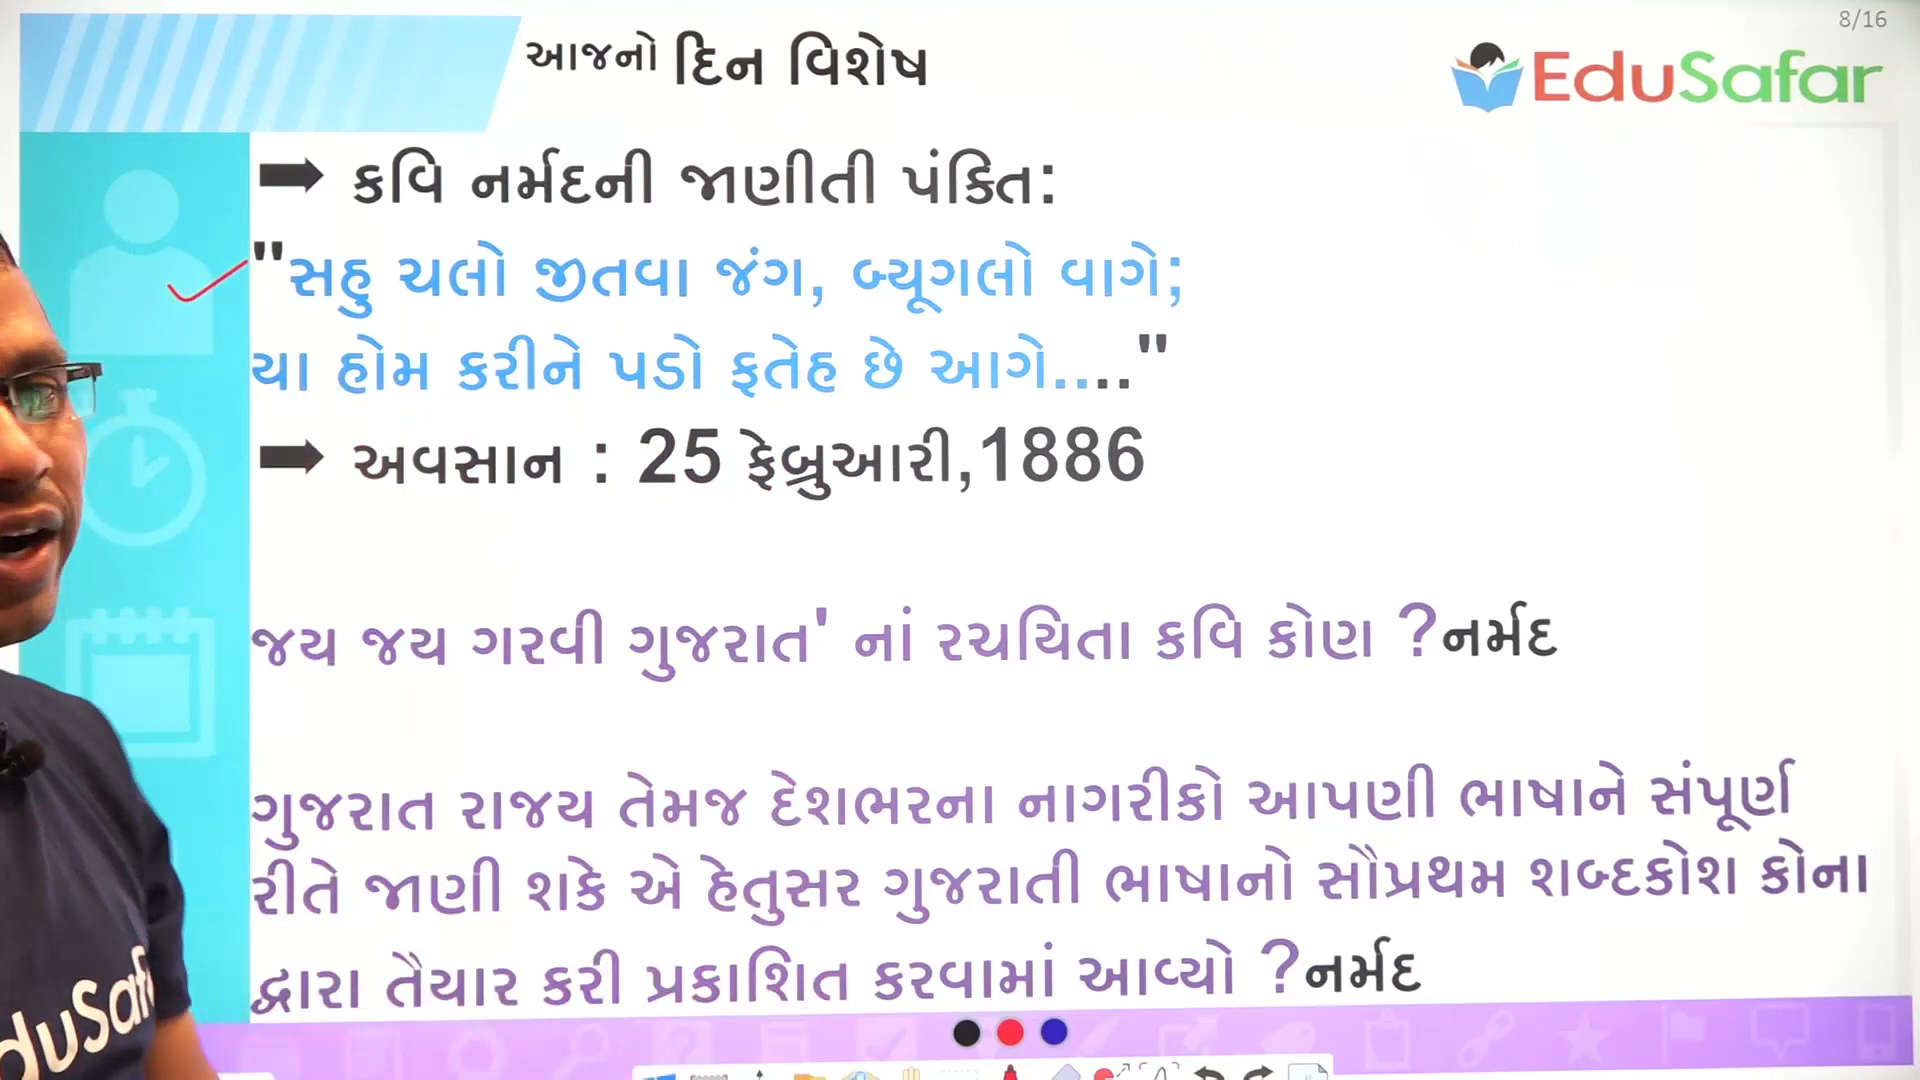 8/16
આજનો દિન વિશેષ
EduSafar
➡ કવિ નર્મદની જાણીતી પંક્તિ:
"સહુ ચલો જીતવા જંગ, બ્યૂગલો વાગે;
યા હોમ કરીને પડો ફતેહ છે આગે...."
➡ અવસાન : 25 ફેબ્રુઆરી,1886
જય જય ગરવી ગુજરાત' નાં રચયિતા કવિ કોણ ?નર્મદ
ગુજરાત રાજ્ય તેમજ દેશભરના નાગરીકો આપણી ભાષાને સંપૂર્ણ
રીતે જાણી શકે એ હેતુસર ગુજરાતી ભાષાનો સૌપ્રથમ શબ્દકોશ કોના
દ્વારા તૈયાર કરી પ્રકાશિત કરવામાં આવ્યો ?નર્મદ
duSaf